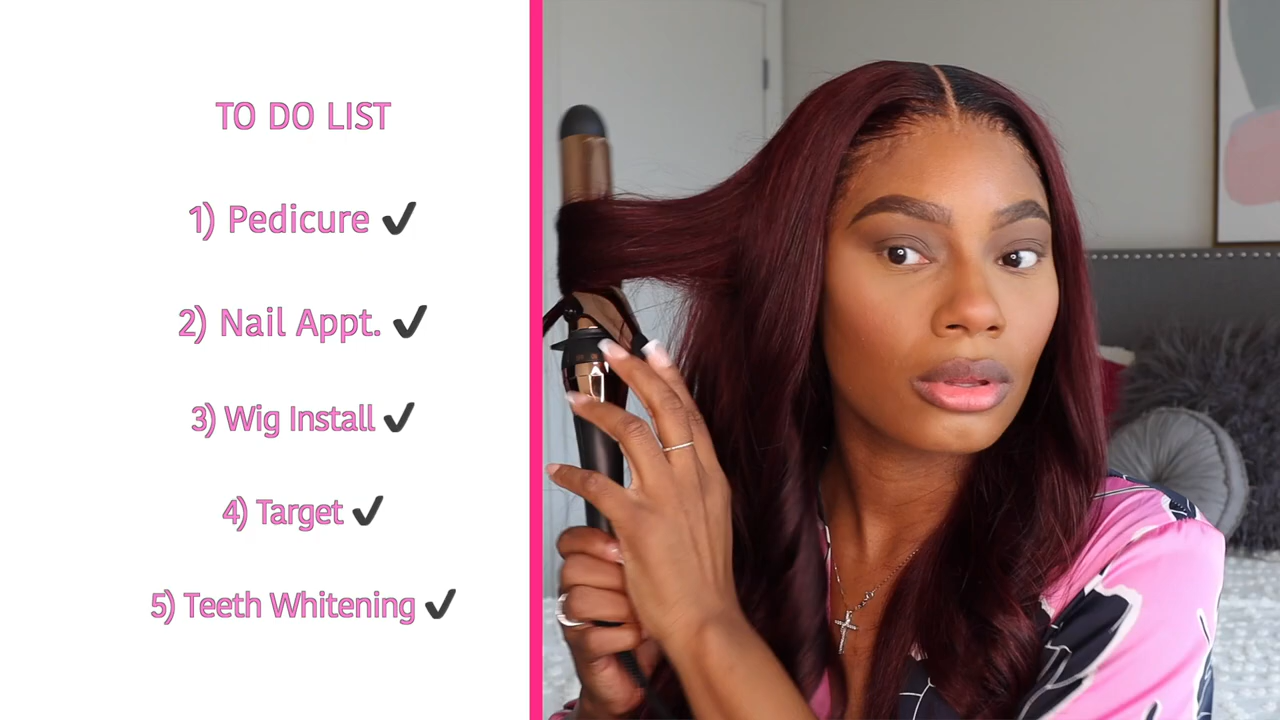 TO DO LIST
1) Pedicure ✔
2) Nail Appt. ✔
3) Wig Install ✔
4) Target ✔
5) Teeth Whitening ✔